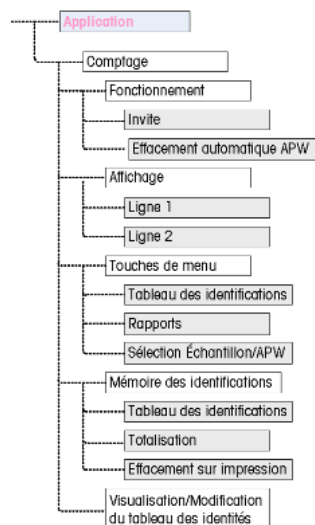 Application
Comptage
Fonctionnement
Invite
Effacement automatique APW
Affichage
Ligne 1
Ligne 2
Touches de menu
Tableau des identifications
Rapports
Sélection Échantillon/APW
Mémoire des identifications
Tableau des identifications
Totalisation
Effacement sur impression
Visualisation/Modification
du tableau des identités